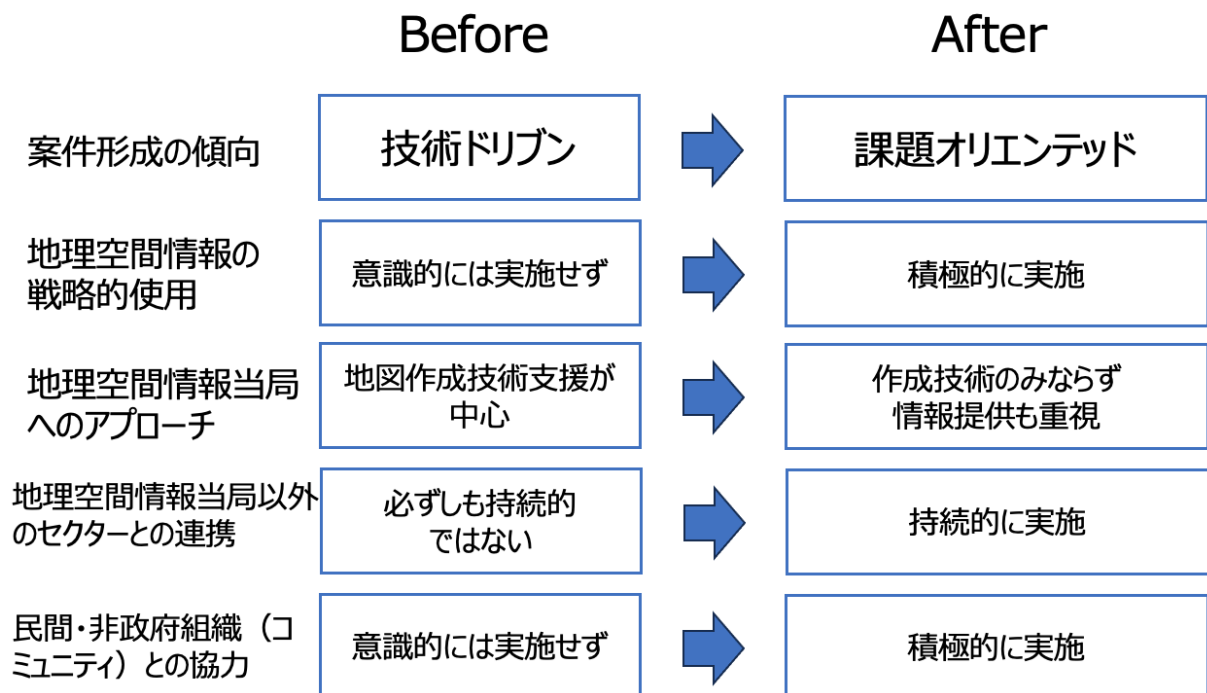 Before
After
案件形成の傾向
技術ドリブン
課題オリエンテッド
地理空間情報の
戦略的使用
意識的には実施せず
積極的に実施
地理空間情報当局
へのアプローチ
地図作成技術支援が
中心
作成技術のみならず
情報提供も重視
地理空間情報当局以外
のセクターとの連携
必ずしも持続的
ではない
持続的に実施
民間・非政府組織（コ
ミュニティ）との協力
意識的には実施せず
積極的に実施